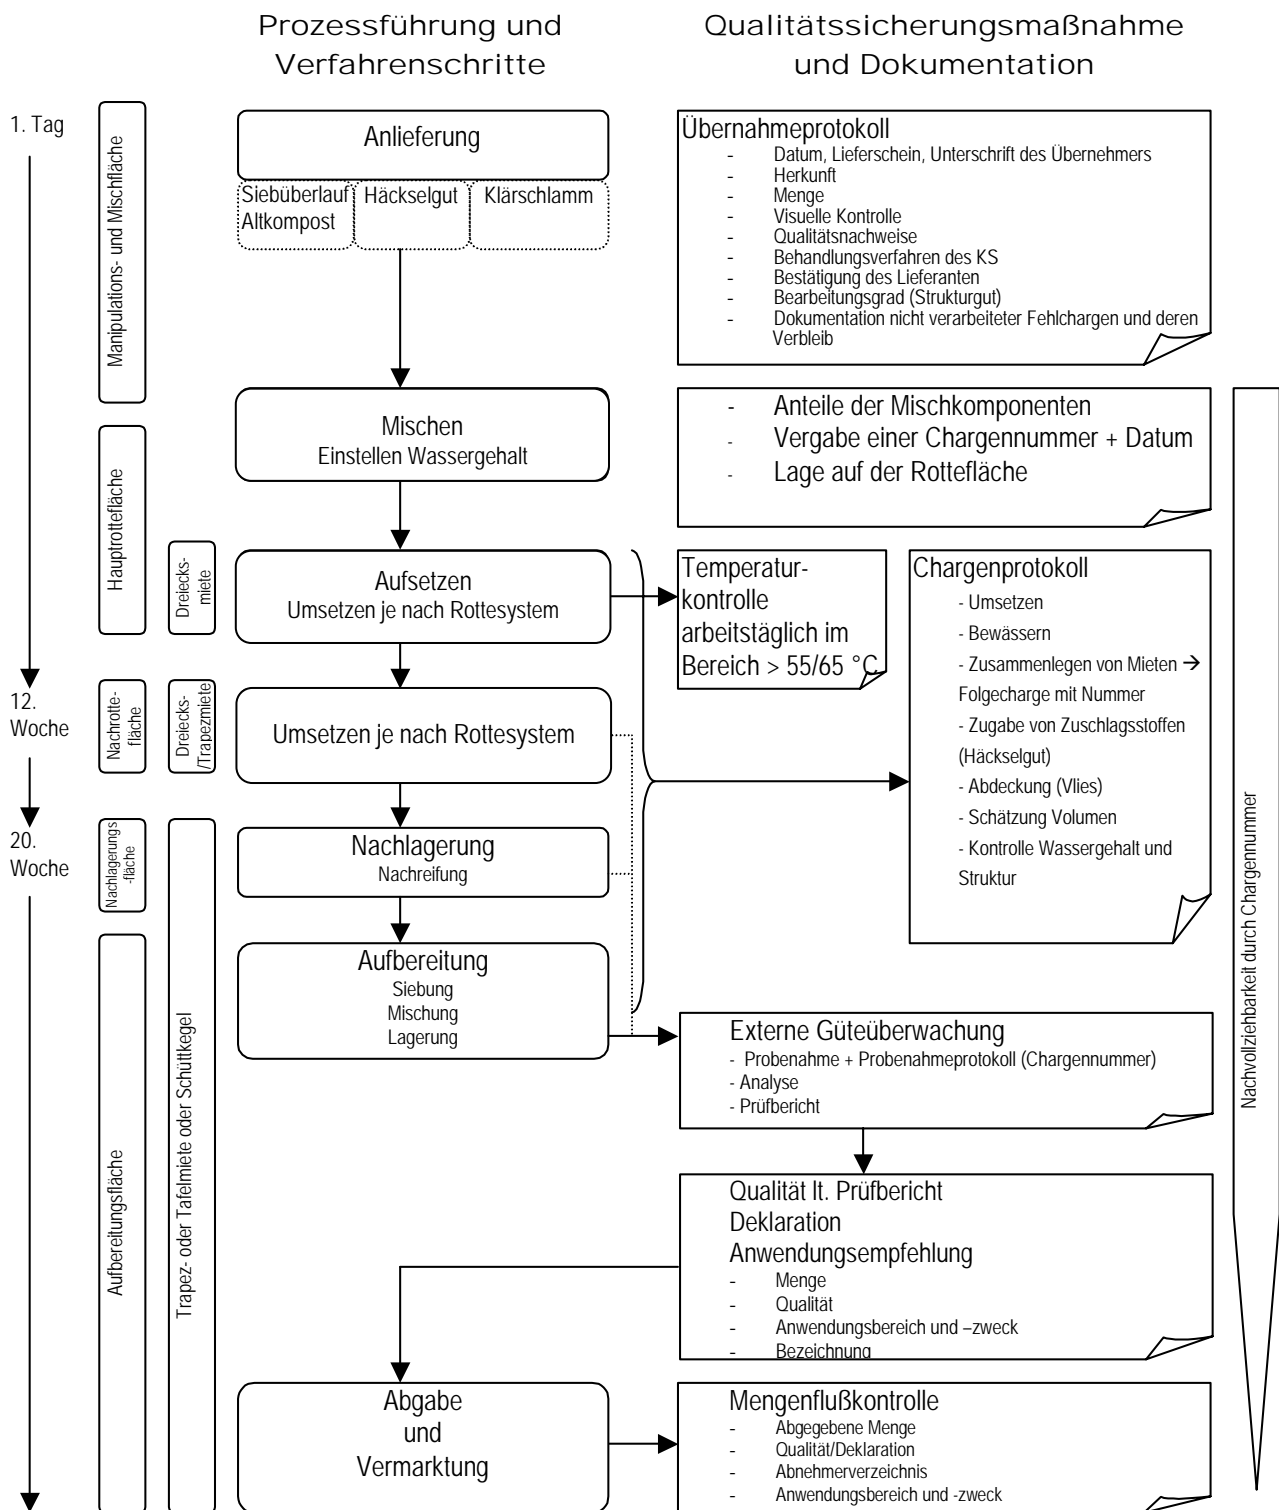 Prozessführung und
Verfahrenschritte
Qualitätssicherungsmaßnahme
und Dokumentation
1. Tag
12.
Woche
20.
Woche
Manipulations- und Mischfläche
Hauptrottefläche
Nachrotte-
fläche
Nachlagerungs
-fläche
Aufbereitungsfläche
Dreiecks-
miete
Dreiecks-
/Trapezmiete
Trapez- oder Tafelmiete oder Schüttkegel
Anlieferung
Siebüberlauf
Altkompost
Häckselgut
Klärschlamm
Übernahmeprotokoll
- Datum, Lieferschein, Unterschrift des Übernehmers
- Herkunft
- Menge
- Visuelle Kontrolle
- Qualitätsnachweise
- Behandlungsverfahren des KS
- Bestätigung des Lieferanten
- Bearbeitungsgrad (Strukturgut)
- Dokumentation nicht verarbeiteter Fehlchargen und deren
Verbleib
Mischen
Einstellen Wassergehalt
- Anteile der Mischkomponenten
- Vergabe einer Chargennummer + Datum
- Lage auf der Rottefläche
Aufsetzen
Umsetzen je nach Rottesystem
Temperatur-
kontrolle
arbeitstäglich im
Bereich > 55/65 °C
Chargenprotokoll
- Umsetzen
- Bewässern
- Zusammenlegen von Mieten →
Folgecharge mit Nummer
- Zugabe von Zuschlagsstoffen
(Häckselgut)
- Abdeckung (Vlies)
- Schätzung Volumen
- Kontrolle Wassergehalt und
Struktur
Umsetzen je nach Rottesystem
Nachlagerung
Nachreifung
Aufbereitung
Siebung
Mischung
Lagerung
Externe Güteüberwachung
- Probenahme + Probenahmeprotokoll (Chargennummer)
- Analyse
- Prüfbericht
Qualität lt. Prüfbericht
Deklaration
Anwendungsempfehlung
- Menge
- Qualität
- Anwendungsbereich und –zweck
- Bezeichnung
Abgabe
und
Vermarktung
Mengenflußkontrolle
- Abgegebene Menge
- Qualität/Deklaration
- Abnehmerverzeichnis
- Anwendungsbereich und -zweck
Nachvollziehbarkeit durch Chargennummer